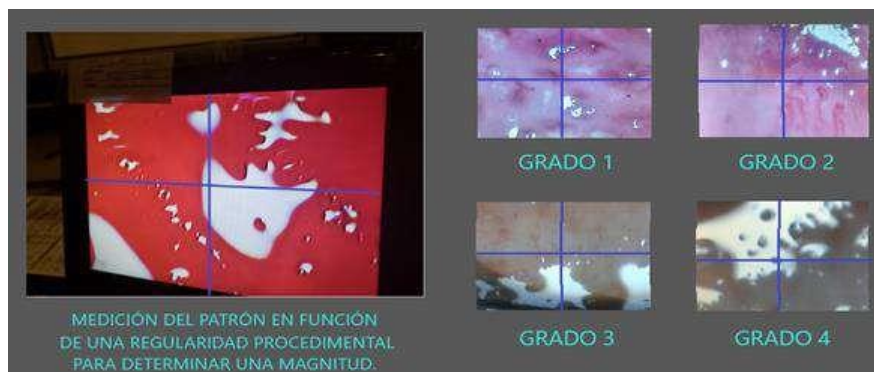 GRADO 1
GRADO 2
GRADO 3
GRADO 4
MEDICIÓN DEL PATRÓN EN FUNCIÓN
DE UNA REGULARIDAD PROCEDIMENTAL
PARA DETERMINAR UNA MAGNITUD.